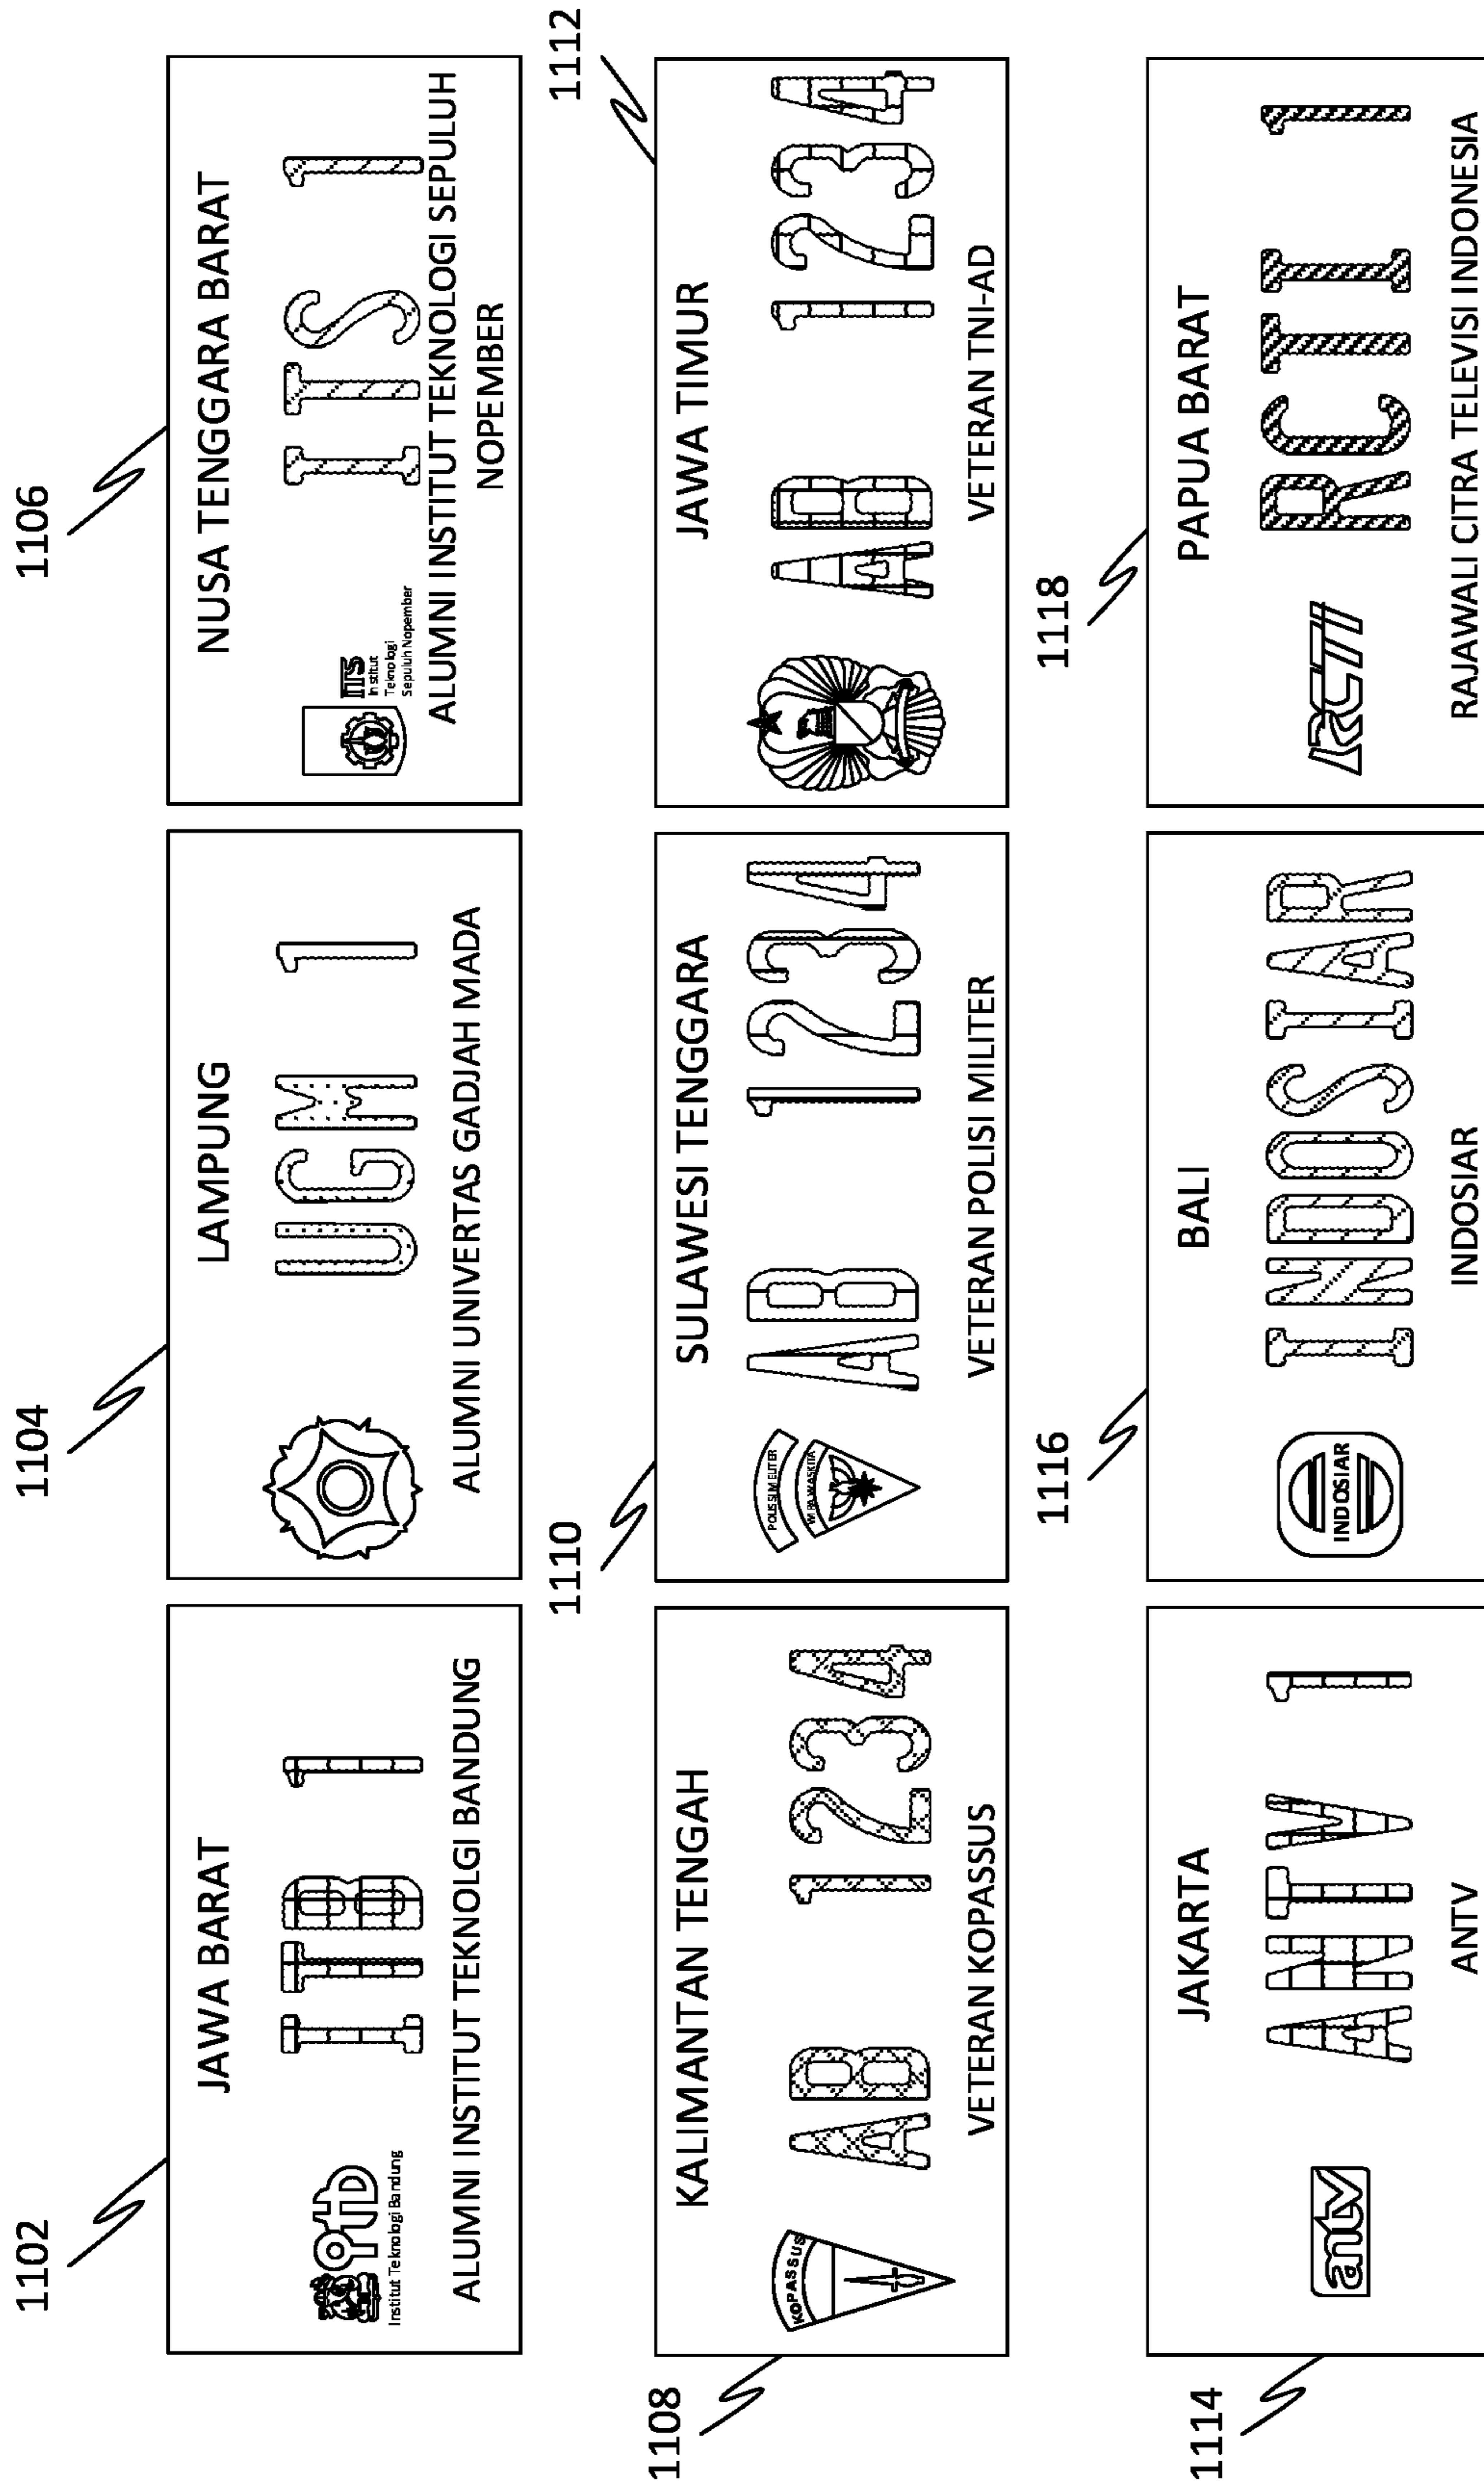 1102
JAWA BARAT
Institut Teknologi Bandung
ITB 1
ALUMNI INSTITUT TEKNOLGI BANDUNG
1104
LAMPUNG
UGM 1
ALUMNI UNIVERTAS GADJAH MADA
1106
NUSA TENGGARA BARAT
ITS
Institut
Teknologi
Sepuluh Nopember
ITS 1
ALUMNI INSTITUT TEKNOLOGI SEPULUH
NOPEMBER
1108
KALIMANTAN TENGAH
KOPASSUS
AB 1234
VETERAN KOPASSUS
1110
SULAWESI TENGGARA
POLISSI MELITER
WIRA WASKITA
AB 1234
VETERAN POLISI MILITER
1112
JAWA TIMUR
AB 1234
VETERAN TNI-AD
1114
JAKARTA
antv
ANTV 1
ANTV
1116
BALI
INDOSIAR
INDOSIAR
INDOSIAR
1118
PAPUA BARAT
RCTI
RCTI 1
RAJAWALI CITRA TELEVISI INDONESIA